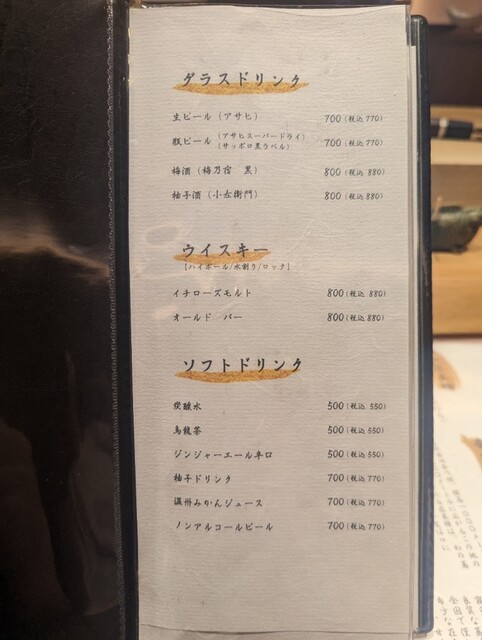 グラスドリンク
生ビール（アサヒ） 700（税込 770）
瓶ビール（アサヒスーパードライ）（サッポロ黒ラベル） 700（税込 770）
梅酒（梅乃宿 黒） 800（税込 880）
柚子酒（小左衛門） 800（税込 880）
ウイスキー
［ハイボール/水割り/ロック］
イチローズモルト 800（税込 880）
オールド パー 800（税込 880）
ソフトドリンク
炭酸水 500（税込 550）
烏龍茶 500（税込 550）
ジンジャーエール辛口 500（税込 550）
柚子ドリンク 700（税込 770）
温州みかんジュース 700（税込 770）
ノンアルコールビール 700（税込 770）